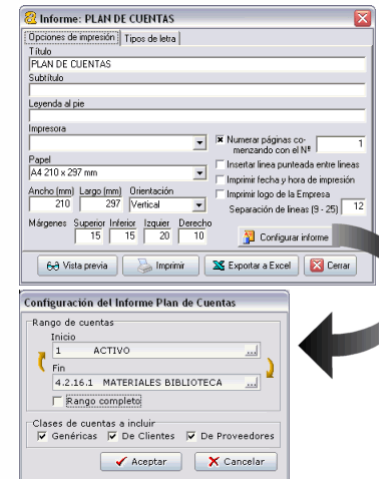 Informe: PLAN DE CUENTAS
Opciones de impresión Tipos de letra
Título
PLAN DE CUENTAS
Subtítulo
Leyenda al pie
Impresora
Numerar páginas co-
menzando con el Nº 1
Papel
A4 210 x 297 mm
Insertar linea punteada entre lineas
Imprimir fecha y hora de impresión
Ancho (mm) Largo (mm) Orientación
210 297 Vertical
Imprimir logo de la Empresa
Separación de lineas (9 - 25) 12
Márgenes Superior Inferior Izquier Derecho
15 15 20 10
Configurar informe
Vista previa Imprimir Exportar a Excel Cerrar
Configuración del Informe Plan de Cuentas
Rango de cuentas
Inicio
1 ACTIVO ...
Fin
4.2.16.1 MATERIALES BIBLIOTECA ...
Rango completo
Clases de cuentas a incluir
Genéricas De Clientes De Proveedores
Aceptar Cancelar